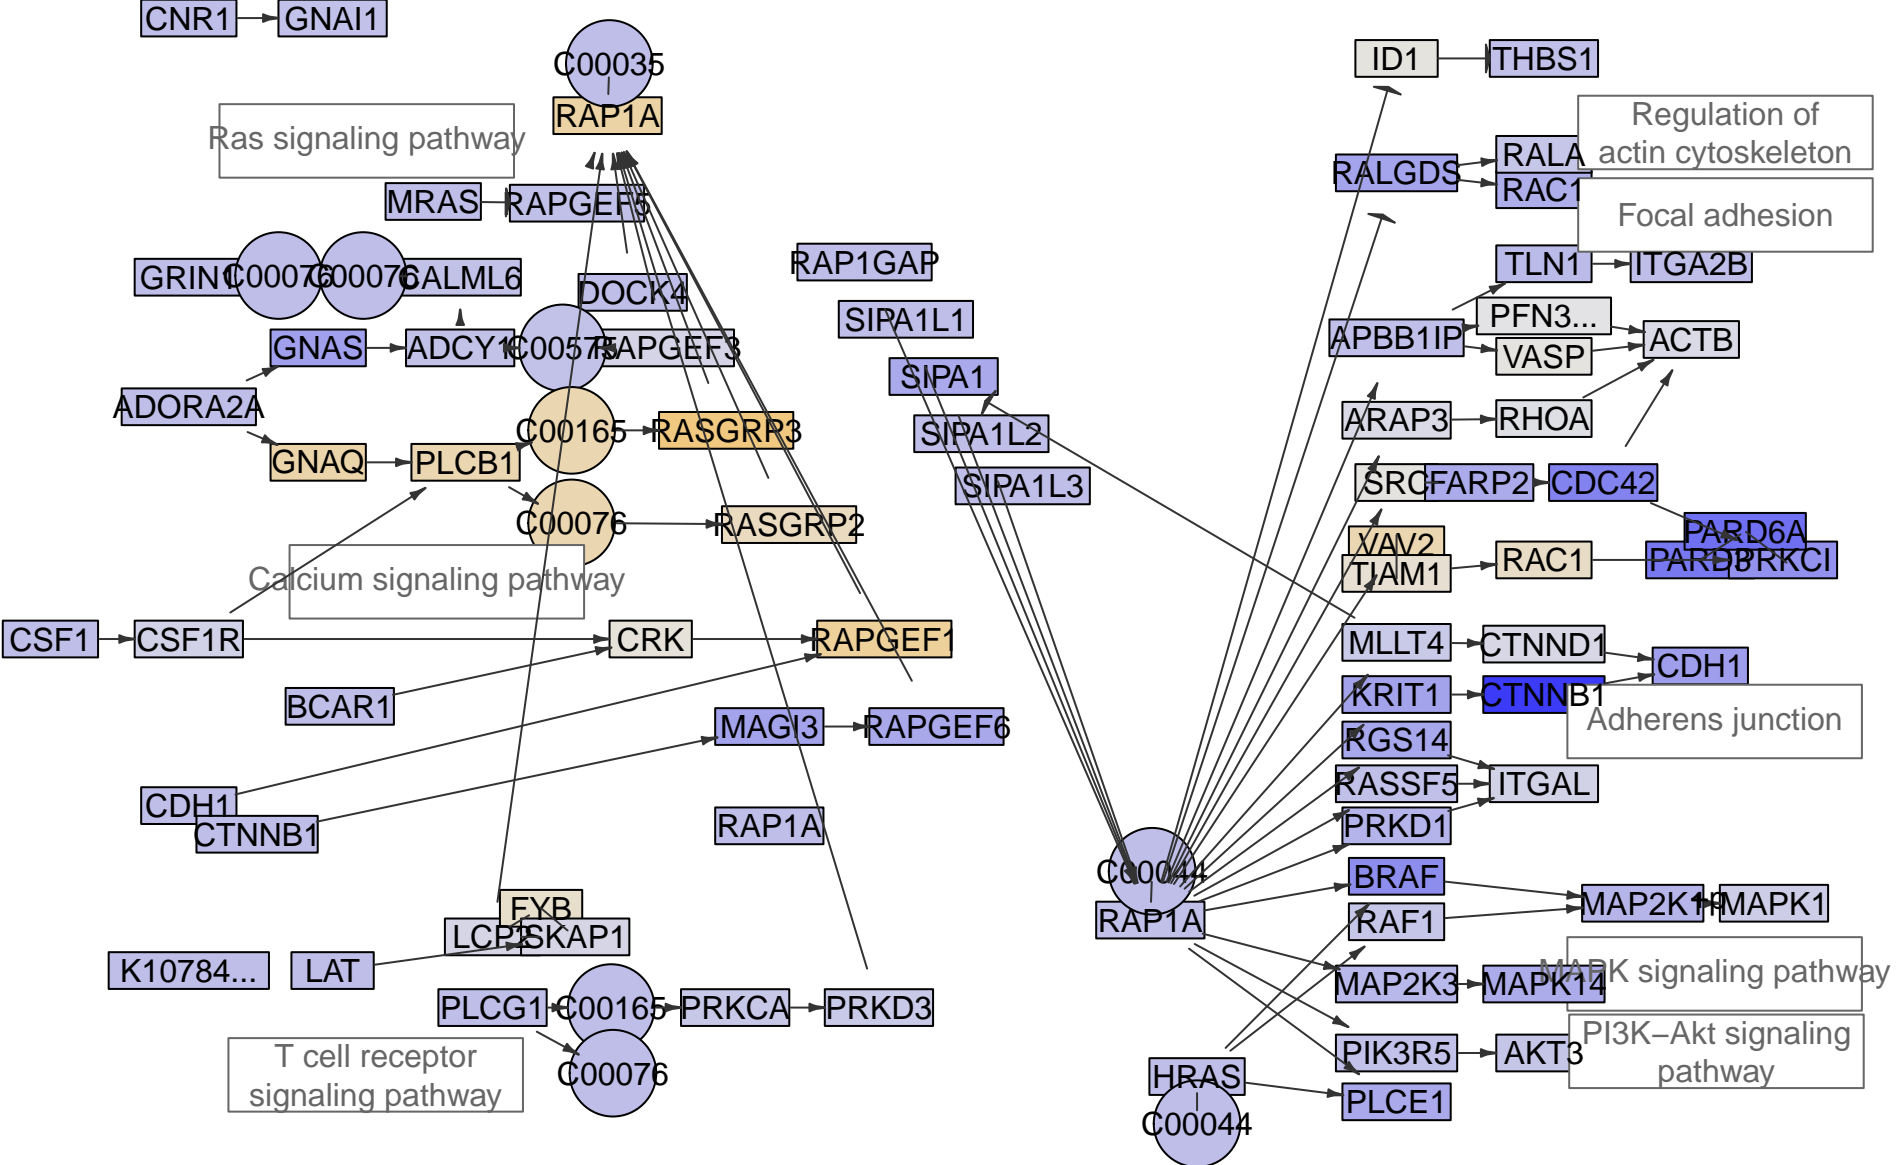 CNR1
GNAI1
C00035
RAP1A
Ras signaling pathway
MRAS
RAPGEF5
GRIN1
C00076
C00076
CALML6
DOCK4
GNAS
ADCY1
C00575
RAPGEF3
ADORA2A
C00165
RASGRP3
GNAQ
PLCB1
C00076
RASGRP2
Calcium signaling pathway
CSF1
CSF1R
CRK
RAPGEF1
BCAR1
MAGI3
RAPGEF6
CDH1
CTNNB1
RAP1A
FYB
LCP2
SKAP1
K10784...
LAT
PLCG1
C00165
PRKCA
PRKD3
T cell receptor
signaling pathway
C00076
RAP1GAP
SIPA1L1
SIPA1
SIPA1L2
SIPA1L3
C00044
RAP1A
HRAS
C00044
ID1
THBS1
Regulation of
actin cytoskeleton
RALGDS
RALA
RAC1
Focal adhesion
TLN1
ITGA2B
APBB1IP
PFN3...
VASP
ACTB
ARAP3
RHOA
SRC
FARP2
CDC42
PARD6A
VAV2
TIAM1
RAC1
PARD3
PRKCI
MLLT4
CTNND1
CDH1
KRIT1
CTNNB1
Adherens junction
RGS14
RASSF5
ITGAL
PRKD1
BRAF
MAP2K1
+p
MAPK1
RAF1
MAP2K3
MAPK14
MAPK signaling pathway
PIK3R5
AKT3
PI3K−Akt signaling
pathway
PLCE1